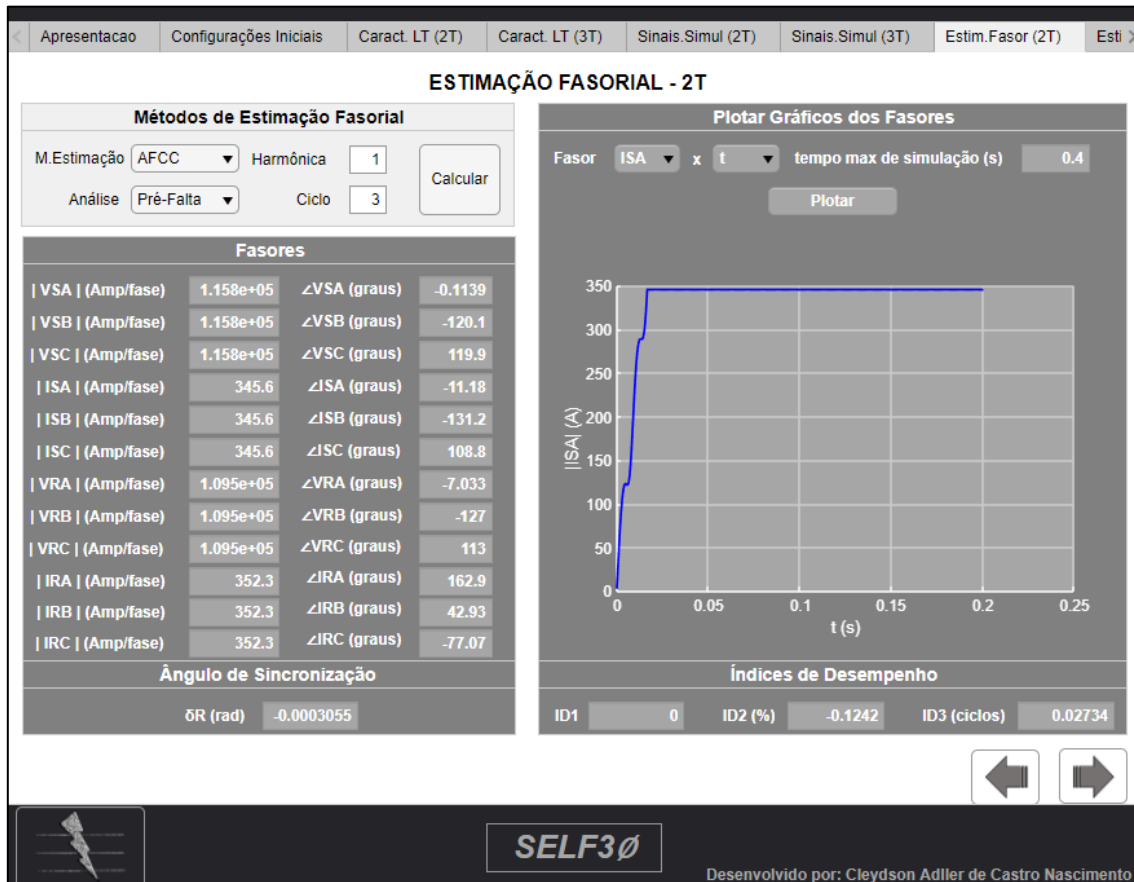 Apresentacao Configurações Iniciais Caract. LT (2T) Caract. LT (3T) Sinais.Simul (2T) Sinais.Simul (3T) Estim.Fasor (2T) Esti
ESTIMAÇÃO FASORIAL - 2T
Métodos de Estimação Fasorial
M.Estimação AFCC Harmônica 1
Análise Pré-Falta Ciclo 3
Calcular
Fasores
| VSA | (Amp/fase) 1.158e+05 ∠VSA (graus) -0.1139
| VSB | (Amp/fase) 1.158e+05 ∠VSB (graus) -120.1
| VSC | (Amp/fase) 1.158e+05 ∠VSC (graus) 119.9
| ISA | (Amp/fase) 345.6 ∠ISA (graus) -11.18
| ISB | (Amp/fase) 345.6 ∠ISB (graus) -131.2
| ISC | (Amp/fase) 345.6 ∠ISC (graus) 108.8
| VRA | (Amp/fase) 1.095e+05 ∠VRA (graus) -7.033
| VRB | (Amp/fase) 1.095e+05 ∠VRB (graus) -127
| VRC | (Amp/fase) 1.095e+05 ∠VRC (graus) 113
| IRA | (Amp/fase) 352.3 ∠IRA (graus) 162.9
| IRB | (Amp/fase) 352.3 ∠IRB (graus) 42.93
| IRC | (Amp/fase) 352.3 ∠IRC (graus) -77.07
Ângulo de Sincronização
δR (rad) -0.0003055
Plotar Gráficos dos Fasores
Fasor ISA x t tempo max de simulação (s) 0.4
Plotar
350
300
250
200
150
100
50
0
|ISA| (A)
0 0.05 0.1 0.15 0.2 0.25
t (s)
Índices de Desempenho
ID1 0 ID2 (%) -0.1242 ID3 (ciclos) 0.02734
SELF3Ø
Desenvolvido por: Cleydson Adller de Castro Nascimento